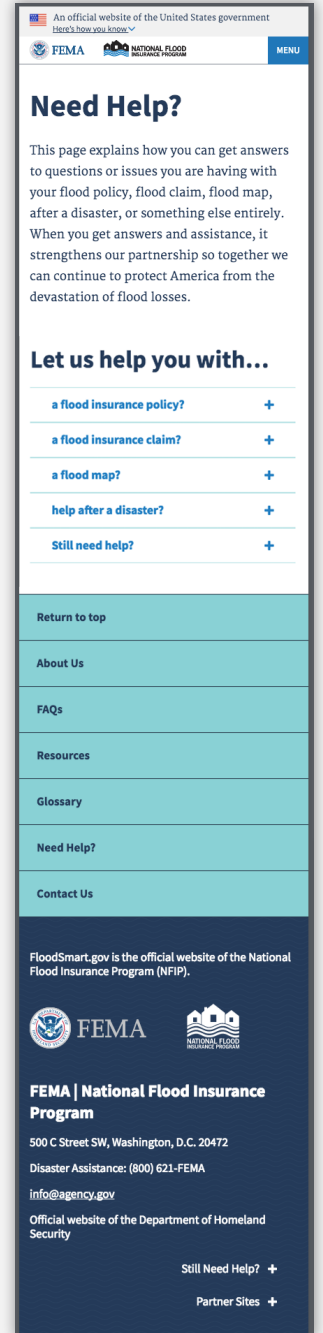 An official website of the United States government
Here's how you know
FEMA
NATIONAL FLOOD
INSURANCE PROGRAM
MENU
Need Help?
This page explains how you can get answers
to questions or issues you are having with
your flood policy, flood claim, flood map,
after a disaster, or something else entirely.
When you get answers and assistance, it
strengthens our partnership so together we
can continue to protect America from the
devastation of flood losses.
Let us help you with...
a flood insurance policy? +
a flood insurance claim? +
a flood map? +
help after a disaster? +
Still need help? +
Return to top
About Us
FAQs
Resources
Glossary
Need Help?
Contact Us
FloodSmart.gov is the official website of the National
Flood Insurance Program (NFIP).
FEMA
NATIONAL FLOOD
INSURANCE PROGRAM
FEMA | National Flood Insurance
Program
500 C Street SW, Washington, D.C. 20472
Disaster Assistance: (800) 621-FEMA
info@agency.gov
Official website of the Department of Homeland
Security
Still Need Help? +
Partner Sites +